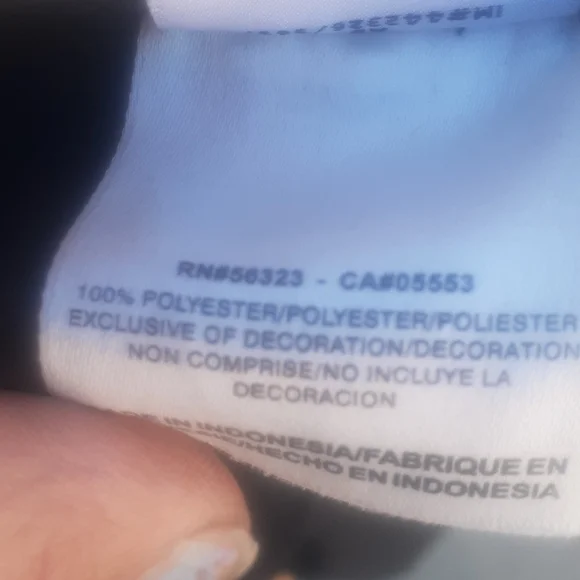 RN#56323 - CA#05553
100% POLYESTER/POLYESTER/POLIESTER
EXCLUSIVE OF DECORATION/DECORATION
NON COMPRISE/NO INCLUYE LA
DECORACION
IN INDONESIA/FABRIQUE EN
HECHO EN INDONESIA